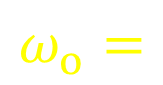 ω₀ =